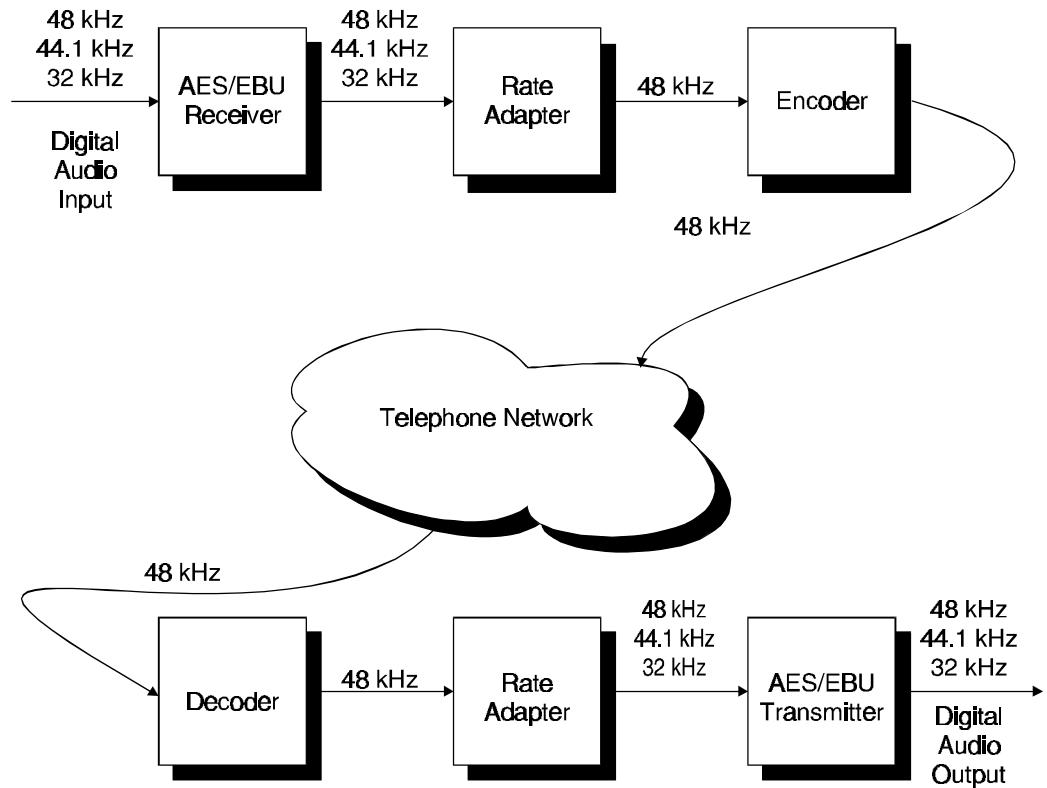 48 kHz
44.1 kHz
32 kHz
Digital
Audio
Input
AES/EBU
Receiver
48 kHz
44.1 kHz
32 kHz
Rate
Adapter
48 kHz
Encoder
48 kHz
Telephone Network
48 kHz
Decoder
48 kHz
Rate
Adapter
48 kHz
44.1 kHz
32 kHz
AES/EBU
Transmitter
48 kHz
44.1 kHz
32 kHz
Digital
Audio
Output